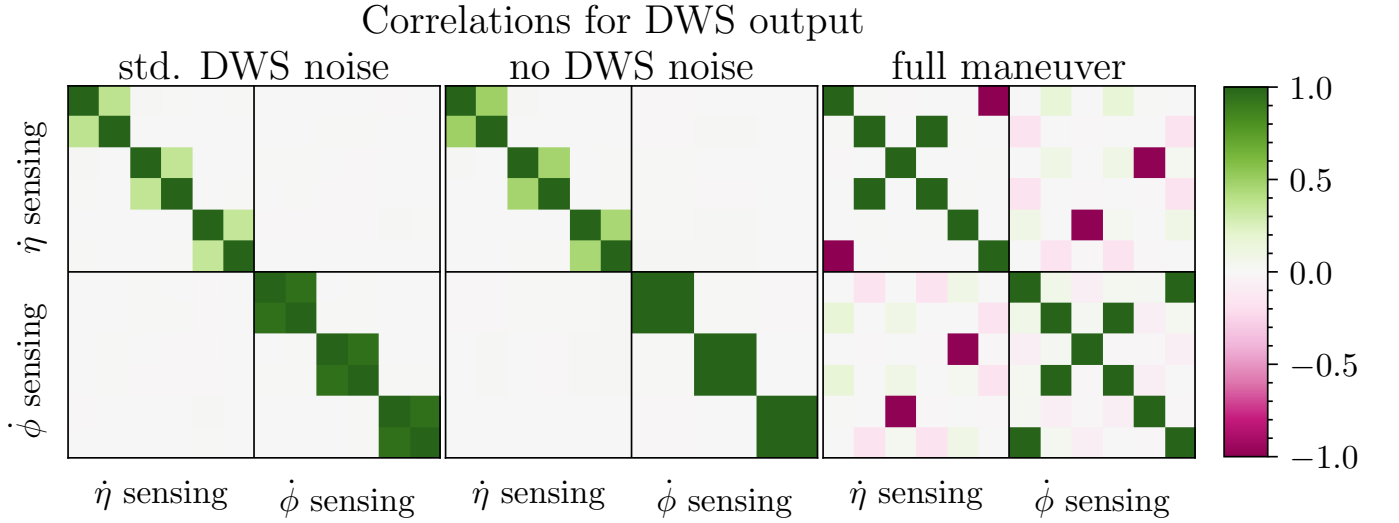 Correlations for DWS output
std. DWS noise
no DWS noise
full maneuver
η̇ sensing
ϕ̇ sensing
η̇ sensing
ϕ̇ sensing
η̇ sensing
ϕ̇ sensing
η̇ sensing
ϕ̇ sensing
1.0
0.5
0.0
−0.5
−1.0